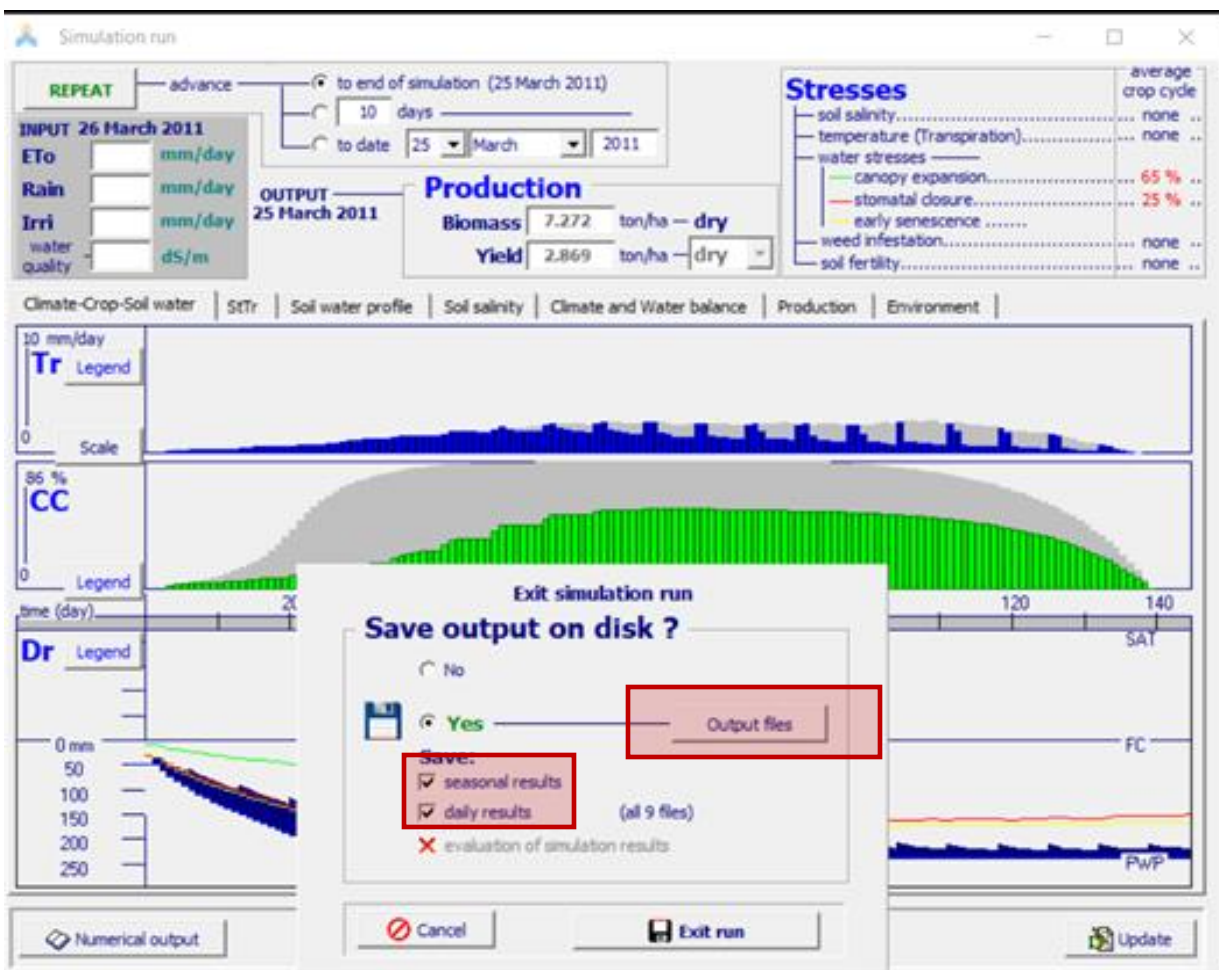 Simulation run
REPEAT advance to end of simulation (25 March 2011)
10 days
to date 25 March 2011
INPUT 26 March 2011
ETo mm/day
Rain mm/day
Irri mm/day
water quality dS/m
OUTPUT
25 March 2011
Production
Biomass 7.272 ton/ha dry
Yield 2.869 ton/ha dry
Stresses
average
crop cycle
soil salinity................ none ..
temperature (Transpiration)................ none ..
water stresses
canopy expansion................ 65 %
stomatal closure................ 25 %
early senescence .......
weed infestation................ none ..
soil fertility................ none ..
Climate-Crop-Soil water StTr Soil water profile Soil salinity Climate and Water balance Production Environment
10 mm/day
Tr Legend
0
Scale
86 %
CC
0
Legend
time (day) 120 140
Dr Legend
SAT
0 mm
FC
50
100
150
200
250
PWP
Exit simulation run
Save output on disk ?
No
Yes Output files
Save:
seasonal results
daily results (all 9 files)
evaluation of simulation results
Cancel Exit run
Numerical output
Update